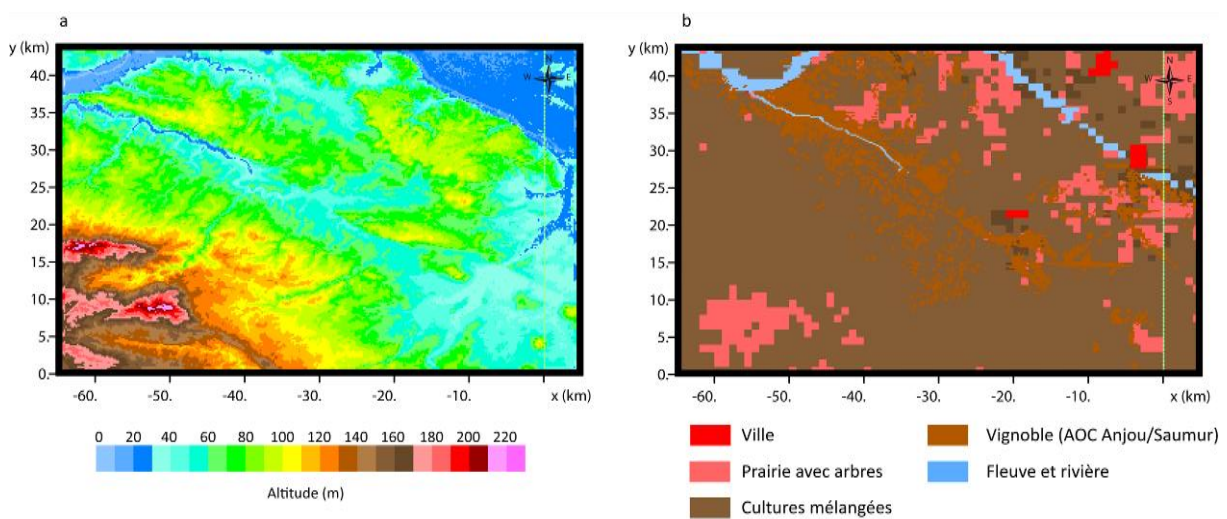 a
y (km)
40.
35.
30.
25.
20.
15.
10.
5.
0.
-60. -50. -40. -30. -20. -10. x (km)
N
W E
0 20 40 60 80 100 120 140 160 180 200 220
Altitude (m)
b
y (km)
40.
35.
30.
25.
20.
15.
10.
5.
0.
-60. -50. -40. -30. -20. -10. x (km)
N
W E
S
Ville
Prairie avec arbres
Cultures mélangées
Vignoble (AOC Anjou/Saumur)
Fleuve et rivière